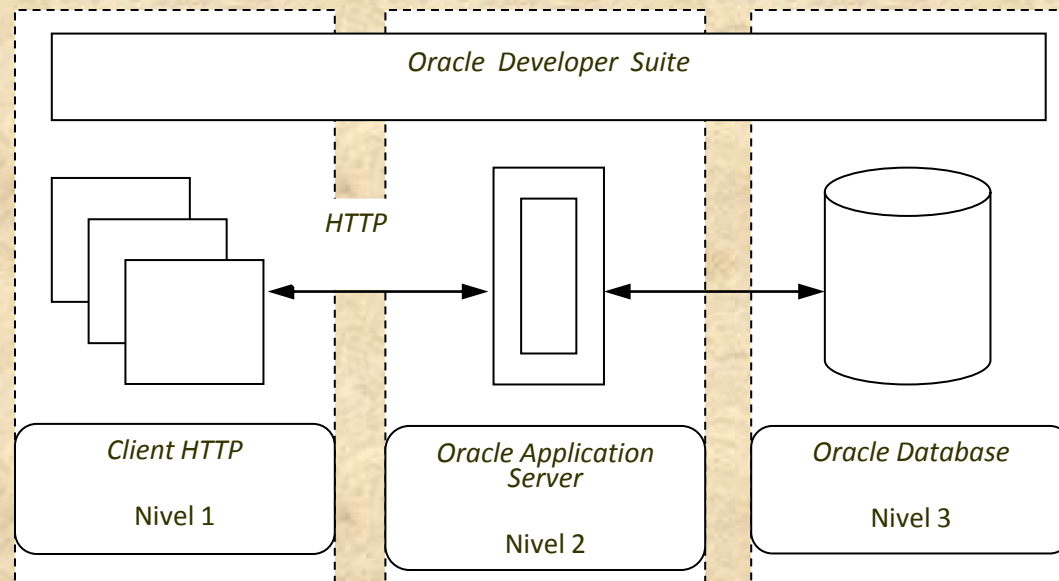 Oracle Developer Suite
HTTP
Client HTTP
Nivel 1
Oracle Application
Server
Nivel 2
Oracle Database
Nivel 3